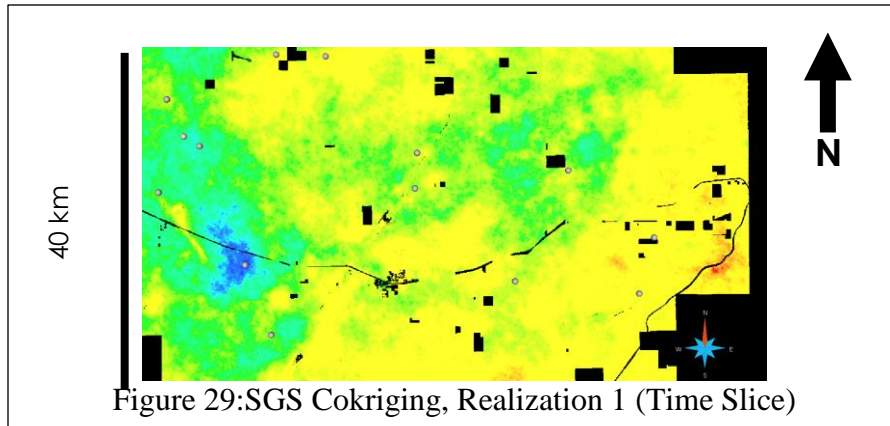 40 km
N
N
W E
S
Figure 29:SGS Cokriging, Realization 1 (Time Slice)